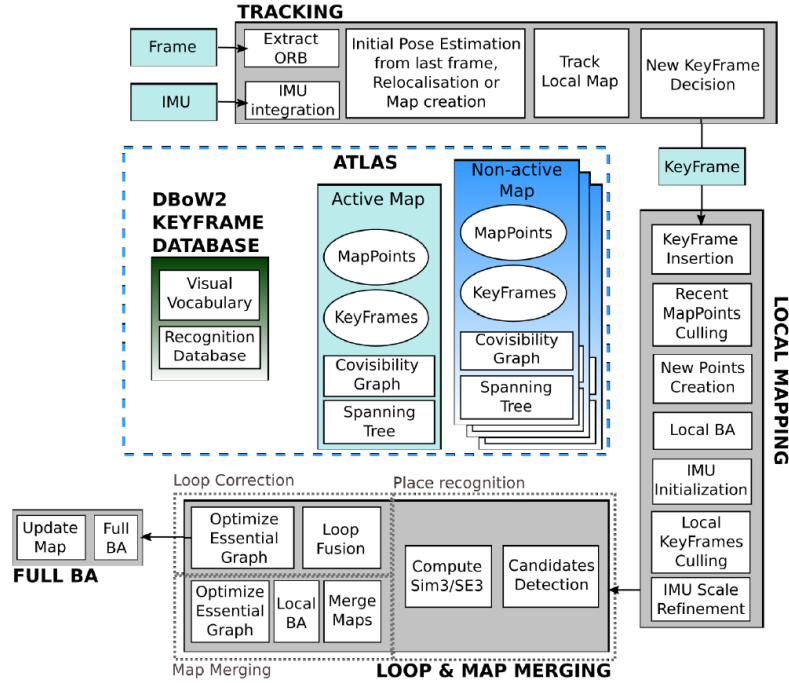 TRACKING
Frame
IMU
Extract
ORB
IMU
integration
Initial Pose Estimation
from last frame,
Relocalisation or
Map creation
Track
Local Map
New KeyFrame
Decision
KeyFrame
ATLAS
DBoW2
KEYFRAME
DATABASE
Visual
Vocabulary
Recognition
Database
Active Map
MapPoints
KeyFrames
Covisibility
Graph
Spanning
Tree
Non-active
Map
MapPoints
KeyFrames
Covisibility
Graph
Spanning
Tree
LOCAL MAPPING
KeyFrame
Insertion
Recent
MapPoints
Culling
New Points
Creation
Local BA
IMU
Initialization
Local
KeyFrames
Culling
IMU Scale
Refinement
Loop Correction
Place recognition
Optimize
Essential
Graph
Loop
Fusion
Compute
Sim3/SE3
Candidates
Detection
Update
Map
Full
BA
FULL BA
Optimize
Essential
Graph
Local
BA
Merge
Maps
Map Merging
LOOP & MAP MERGING